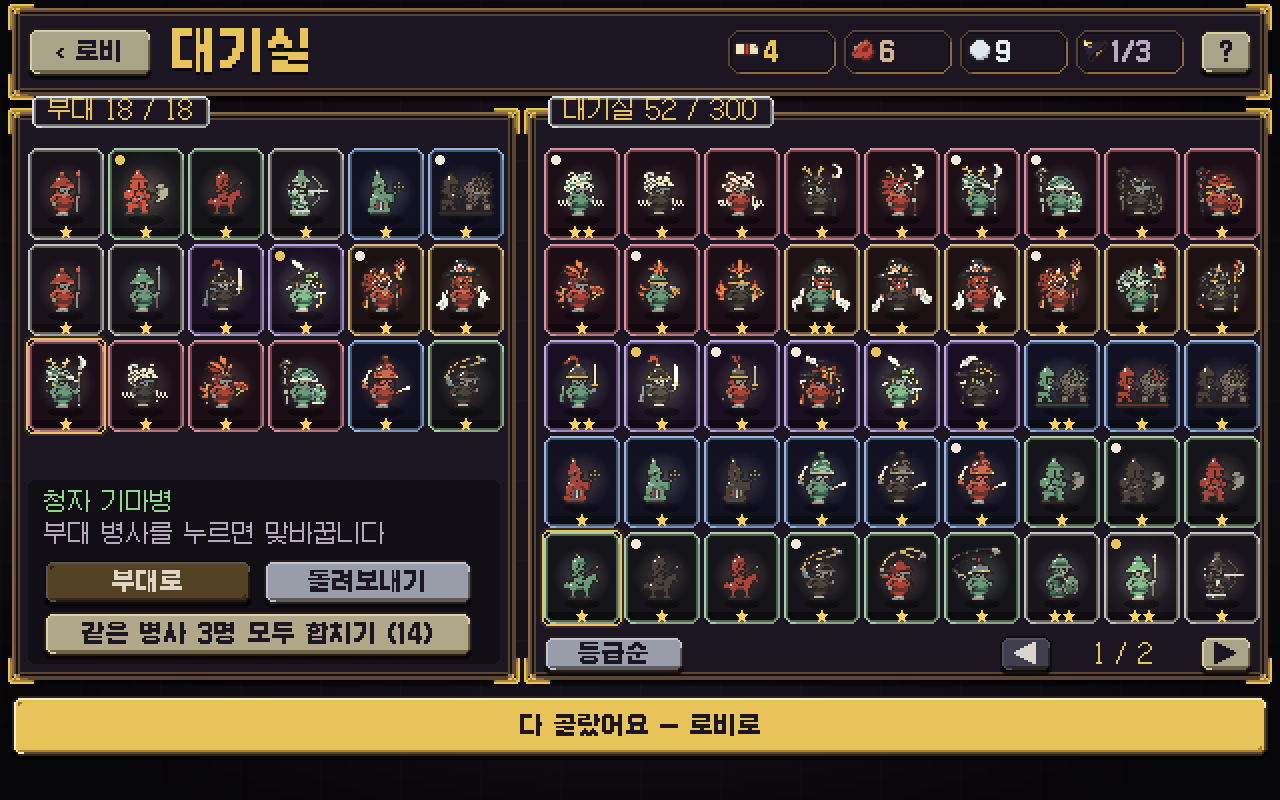 ‹ 로비
대기실
4
6
9
1/3
?
부대 18 / 18
대기실 52 / 300
청자 기마병
부대 병사를 누르면 맞바꿉니다
부대로
돌려보내기
같은 병사 3명 모두 합치기 (14)
등급순
1 / 2
다 골랐어요 – 로비로